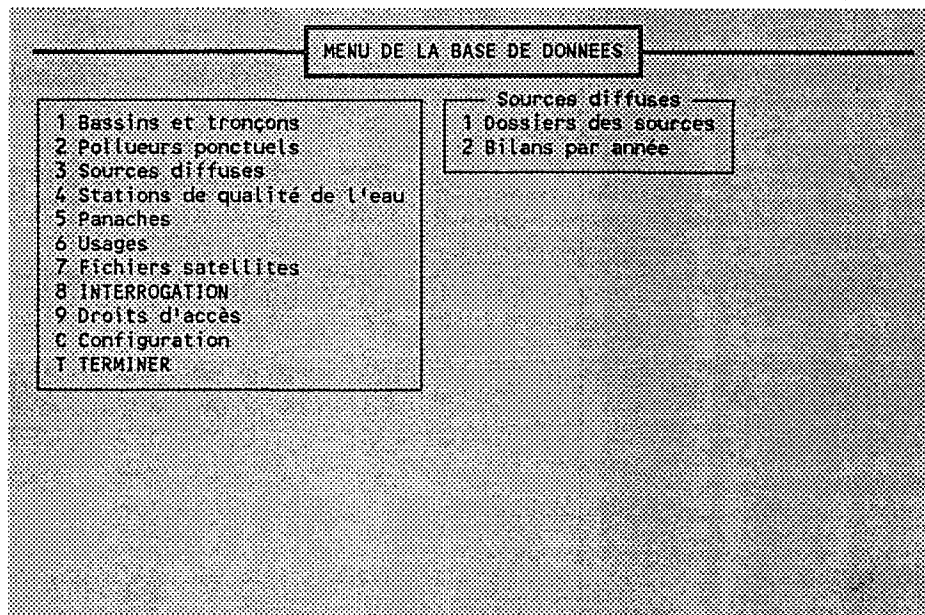 MENU DE LA BASE DE DONNEES
1 Bassins et tronçons
2 Pollueurs ponctuels
3 Sources diffuses
4 Stations de qualité de l'eau
5 Panaches
6 Usages
7 Fichiers satellites
8 INTERROGATION
9 Droits d'accès
C Configuration
T TERMINER
Sources diffuses
1 Dossiers des sources
2 Bilans par année